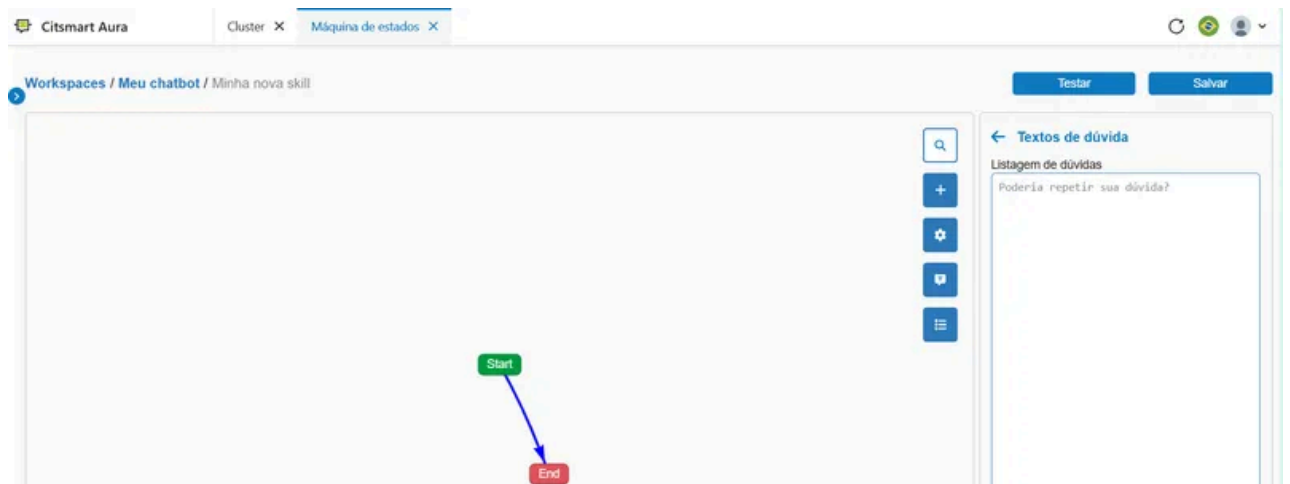 Citsmart Aura Cluster X Máquina de estados X
Workspaces / Meu chatbot / Minha nova skill Testar Salvar
Textos de dúvida
Listagem de dúvidas
Poderia repetir sua dúvida?
Start
End